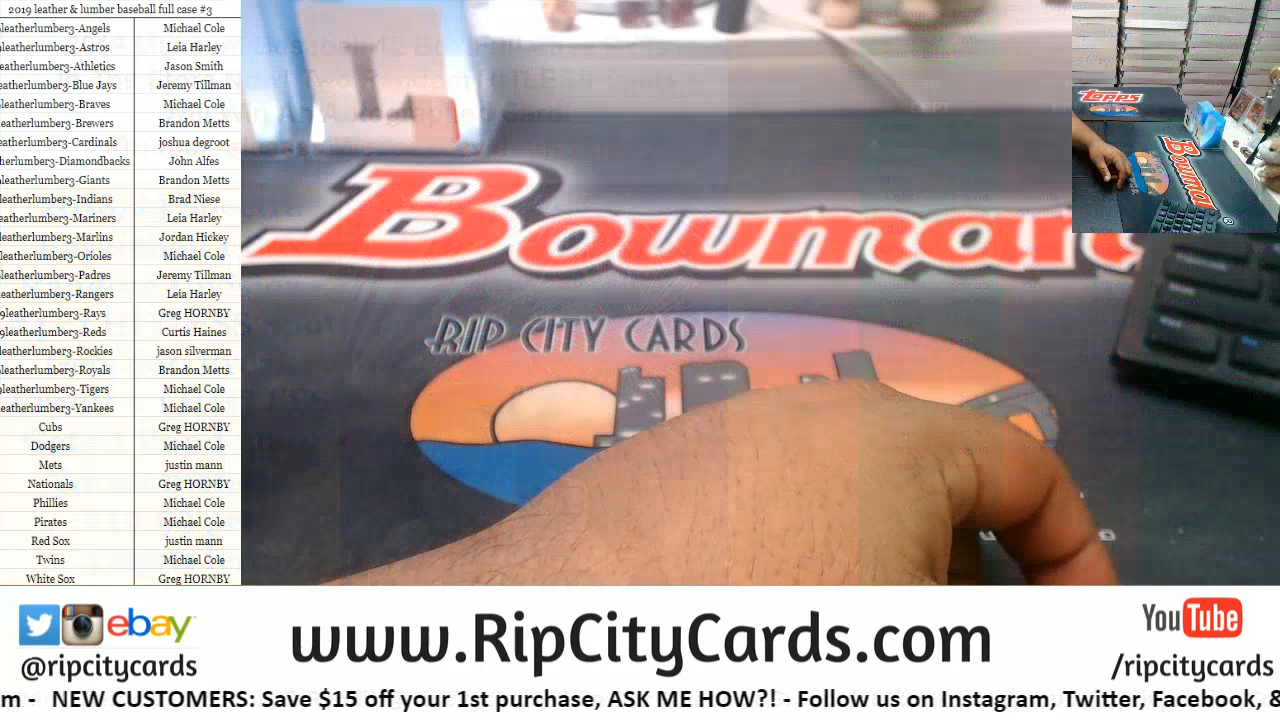 2019 leather & lumber baseball full case #3
leatherlumber3-Angels Michael Cole
leatherlumber3-Astros Leia Harley
eatherlumber3-Athletics Jason Smith
eatherlumber3-Blue Jays Jeremy Tillman
leatherlumber3-Braves Michael Cole
leatherlumber3-Brewers Brandon Metts
eatherlumber3-Cardinals joshua degroot
herlumber3-Diamondbacks John Alfes
leatherlumber3-Giants Brandon Metts
leatherlumber3-Indians Brad Niese
eatherlumber3-Mariners Leia Harley
leatherlumber3-Marlins Jordan Hickey
leatherlumber3-Orioles Michael Cole
leatherlumber3-Padres Jeremy Tillman
leatherlumber3-Rangers Leia Harley
9leatherlumber3-Rays Greg HORNBY
9leatherlumber3-Reds Curtis Haines
leatherlumber3-Rockies jason silverman
leatherlumber3-Royals Brandon Metts
leatherlumber3-Tigers Michael Cole
eatherlumber3-Yankees Michael Cole
Cubs Greg HORNBY
Dodgers Michael Cole
Mets justin mann
Nationals Greg HORNBY
Phillies Michael Cole
Pirates Michael Cole
Red Sox justin mann
Twins Michael Cole
White Sox Greg HORNBY
Bowman
RIP CITY CARDS
Topps
Bowma
ebay
@ripcitycards
www.RipCityCards.com
YouTube
/ripcitycards
m - NEW CUSTOMERS: Save $15 off your 1st purchase, ASK ME HOW?! - Follow us on Instagram, Twitter, Facebook, &